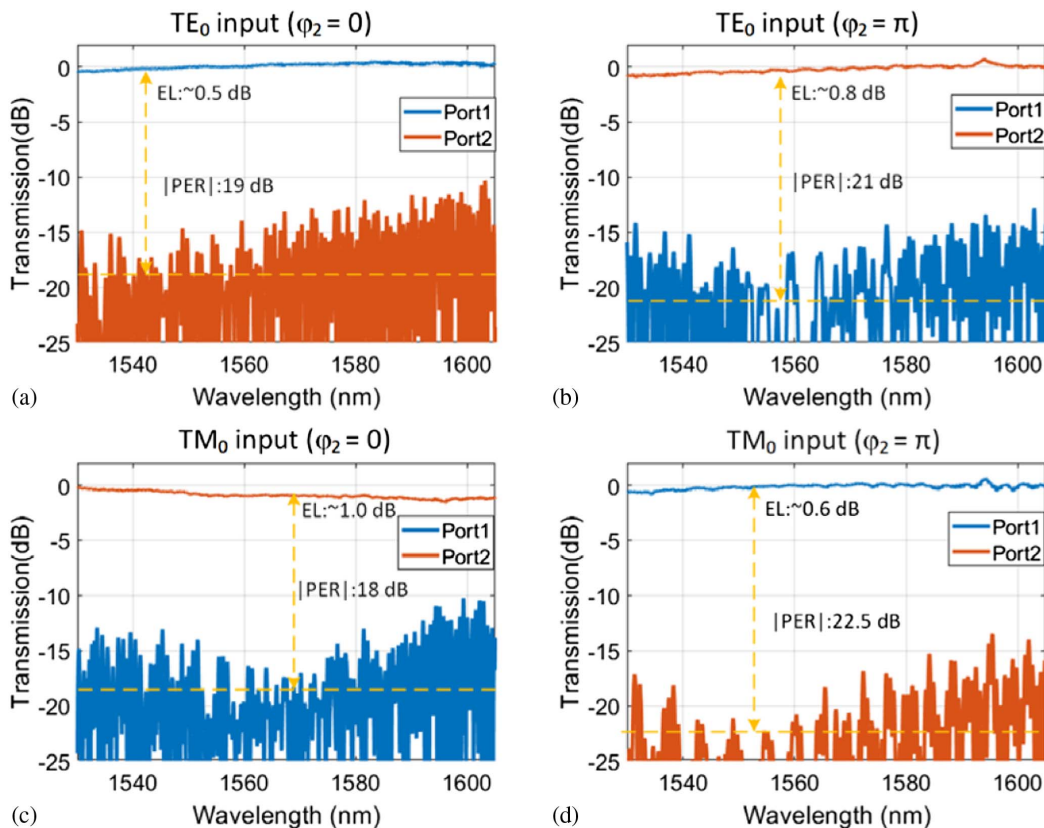 TE₀ input (φ₂ = 0)
0
-5
-10
-15
-20
-25
Transmission(dB)
EL:~0.5 dB
Port1
Port2
|PER|:19 dB
1540
1560
1580
1600
Wavelength (nm)
(a)
TE₀ input (φ₂ = π)
0
-5
-10
-15
-20
-25
Transmission(dB)
EL:~0.8 dB
Port1
Port2
|PER|:21 dB
1540
1560
1580
1600
Wavelength (nm)
(b)
TM₀ input (φ₂ = 0)
0
-5
-10
-15
-20
-25
Transmission(dB)
EL:~1.0 dB
Port1
Port2
|PER|:18 dB
1540
1560
1580
1600
Wavelength (nm)
(c)
TM₀ input (φ₂ = π)
0
-5
-10
-15
-20
-25
Transmission(dB)
EL:~0.6 dB
Port1
Port2
|PER|:22.5 dB
1540
1560
1580
1600
Wavelength (nm)
(d)